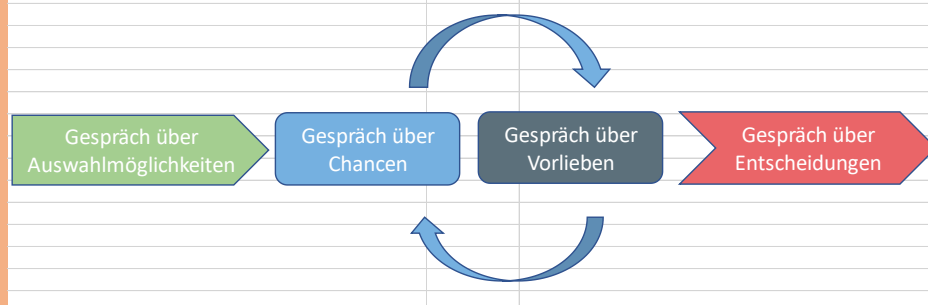 Gespräch über
Auswahlmöglichkeiten
Gespräch über
Chancen
Gespräch über
Vorlieben
Gespräch über
Entscheidungen